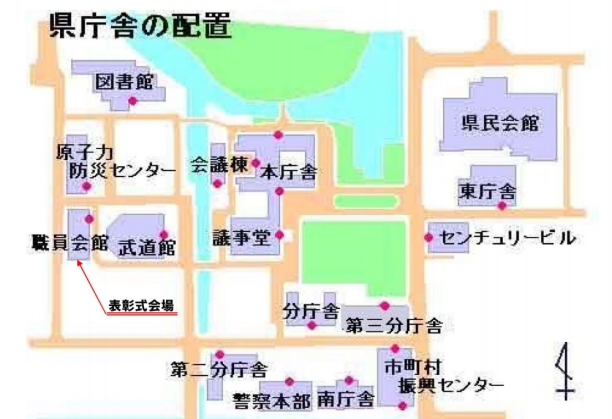 県庁舎の配置
図書館
県民会館
原子力
防災センター
会議棟
本庁舎
東庁舎
職員会館
武道館
議事堂
センチュリービル
表彰式会場
分庁舎
第三分庁舎
第二分庁舎
市町村
振興センター
警察本部
南庁舎